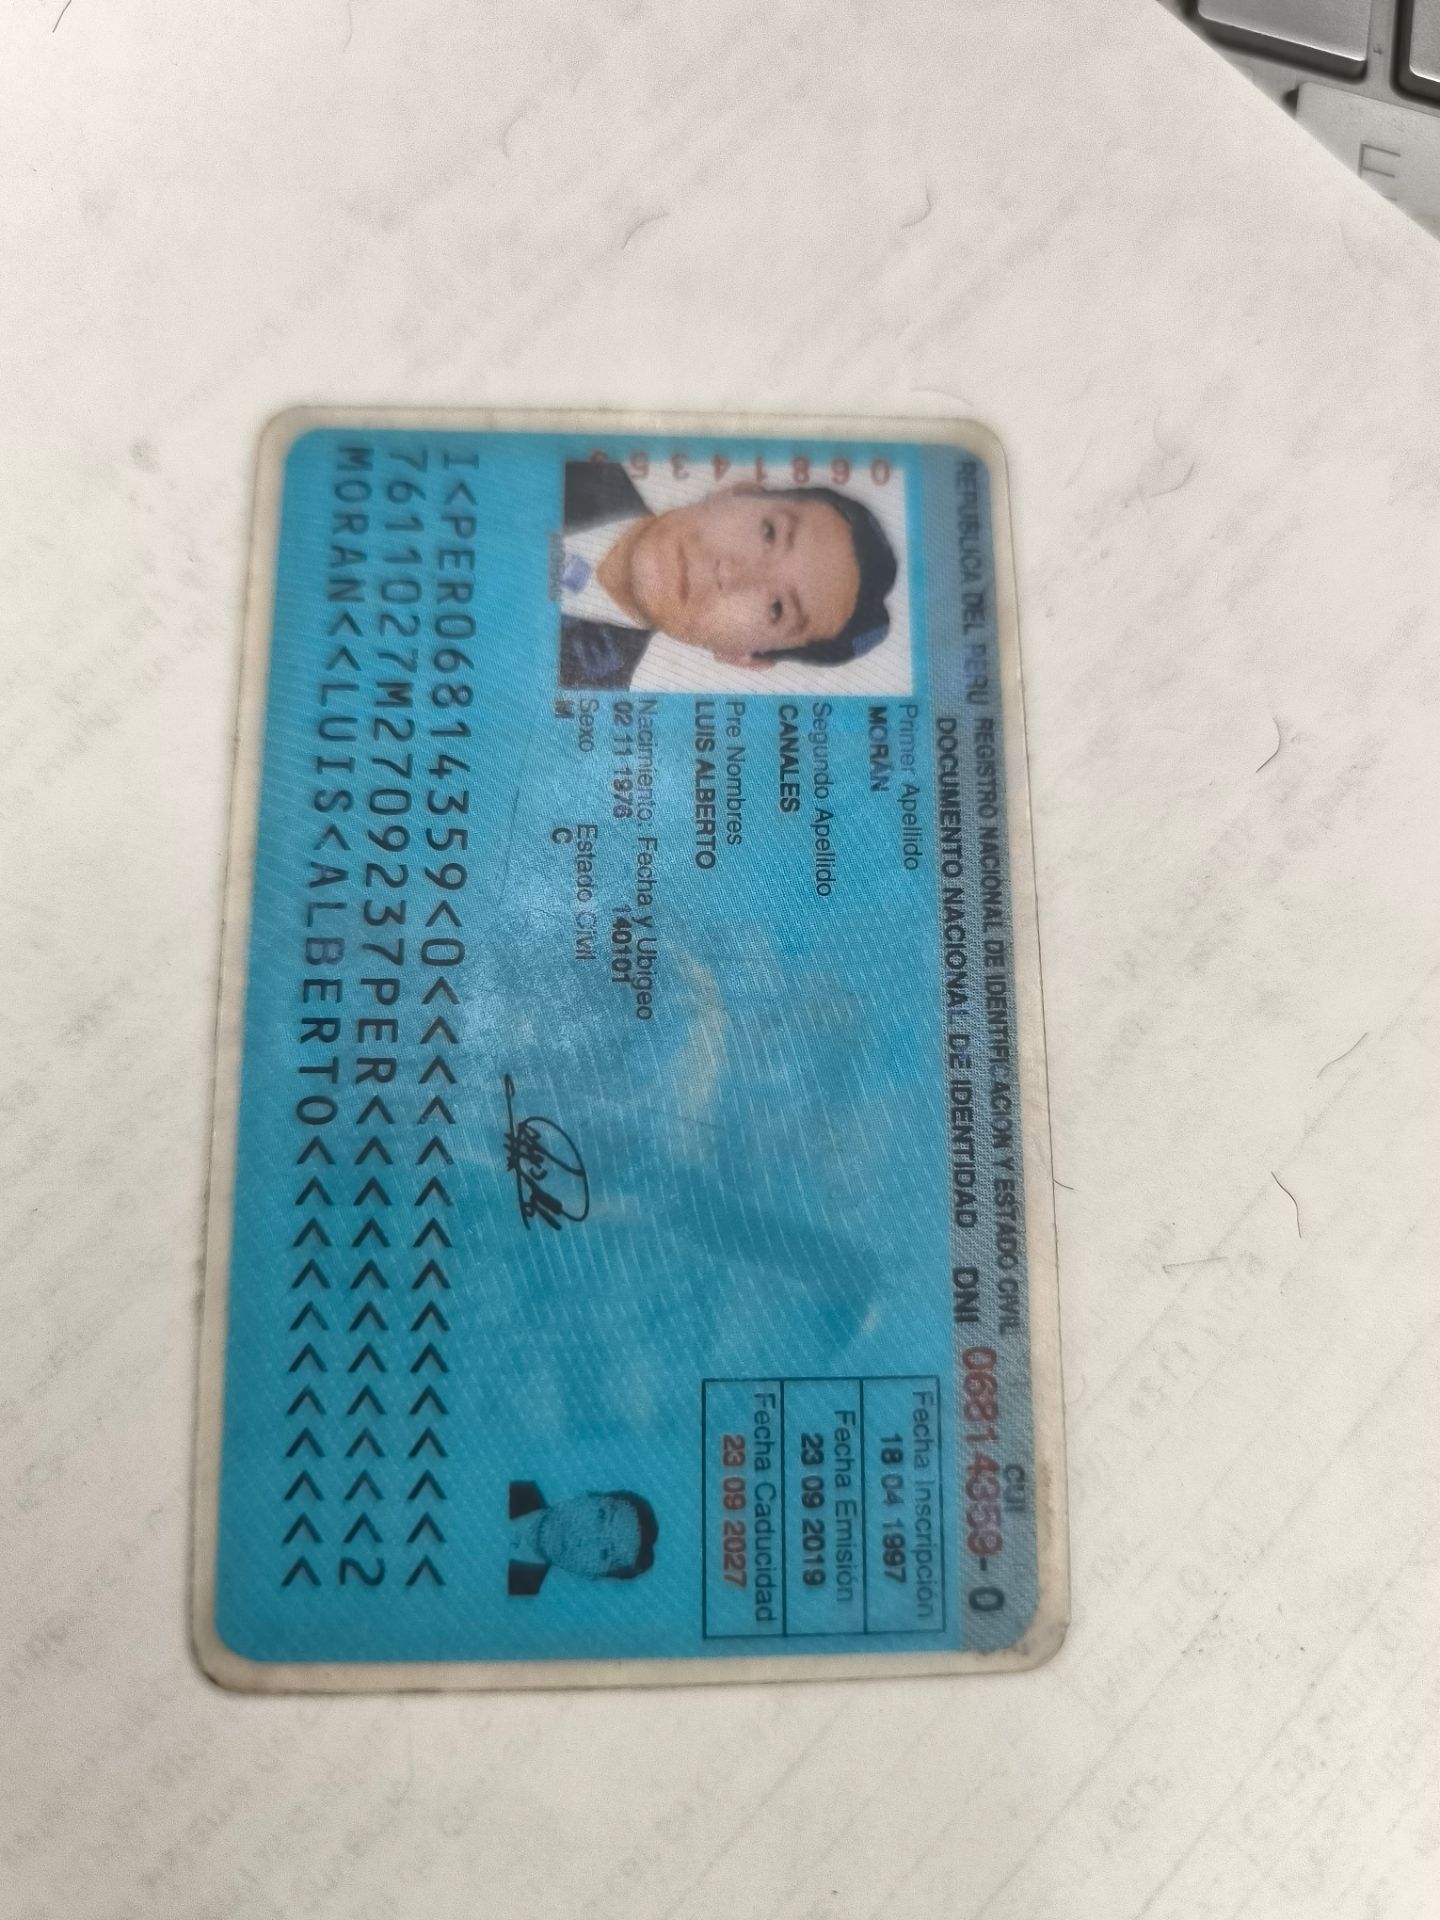 REPUBLICA DEL PERU REGISTRO NACIONAL DE IDENTIFICACION Y ESTADO CIVIL
DOCUMENTO NACIONAL DE IDENTIDAD DNI 06814359 - 0
CUI
Primer Apellido
MORÁN
Segundo Apellido
CANALES
Pre Nombres
LUIS ALBERTO
Nacimiento: Fecha y Ubigeo
02 11 1976 140101
Sexo Estado Civil
M C
Fecha Inscripción
18 04 1997
Fecha Emisión
23 09 2019
Fecha Caducidad
23 09 2027
06814359
I<PER06814359<0<<<<<<<<<<<<<<<
7611027M2709237PER<<<<<<<<<<<2
MORAN<<LUIS<ALBERTO<<<<<<<<<<<